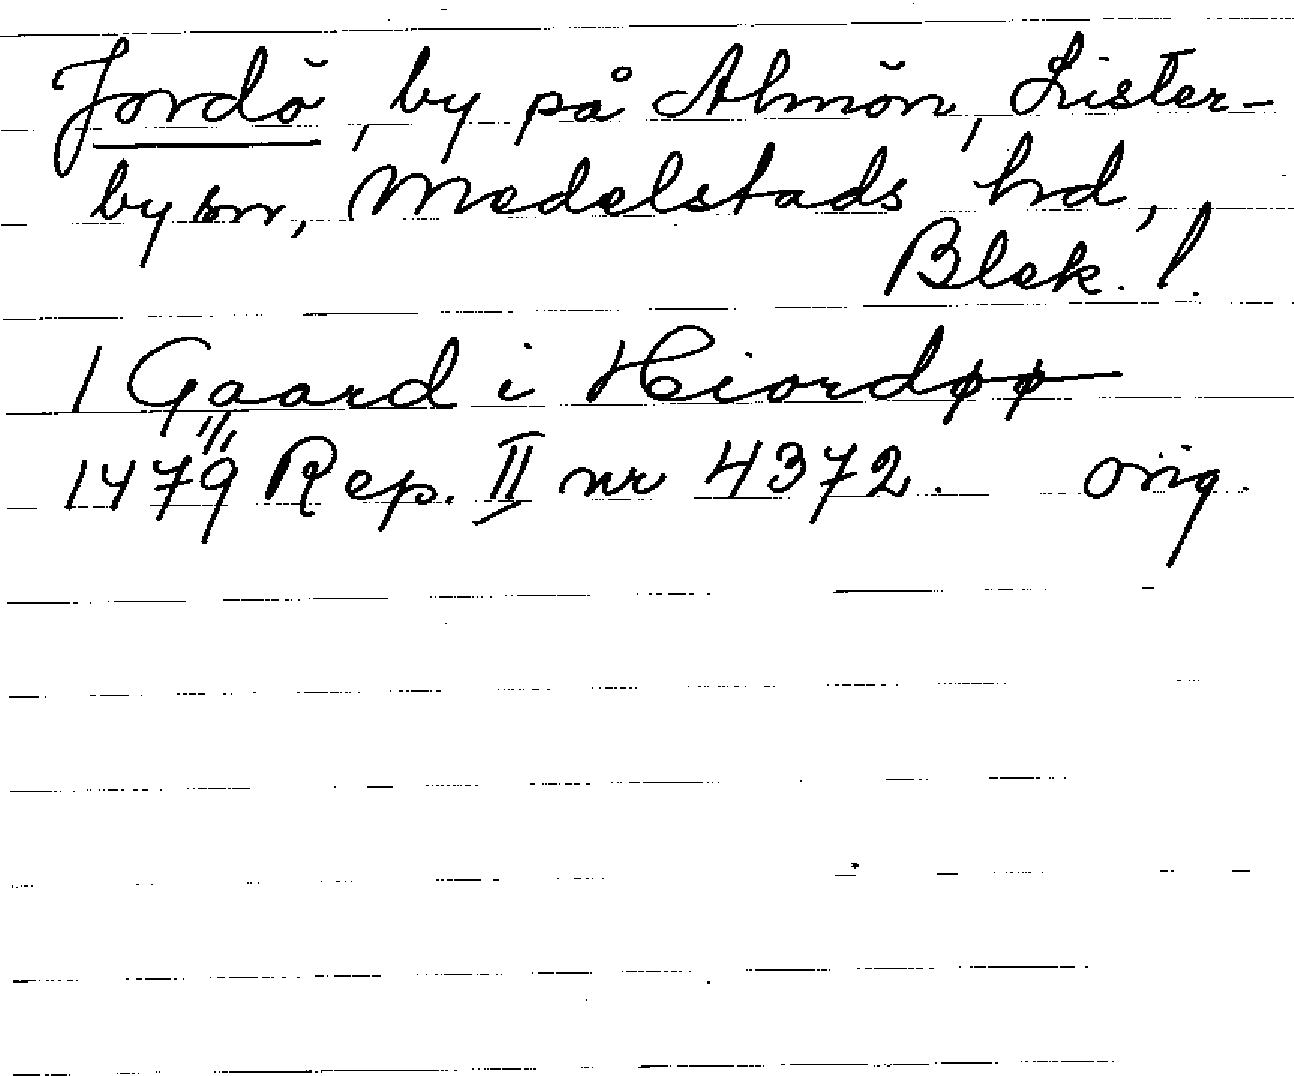 Jordö, by på Almön, Lister-
by sn, Medelstads hd,
Blek. l.
1 Gaard i Hiordøø
1479 Rep. II nr 4372. orig.